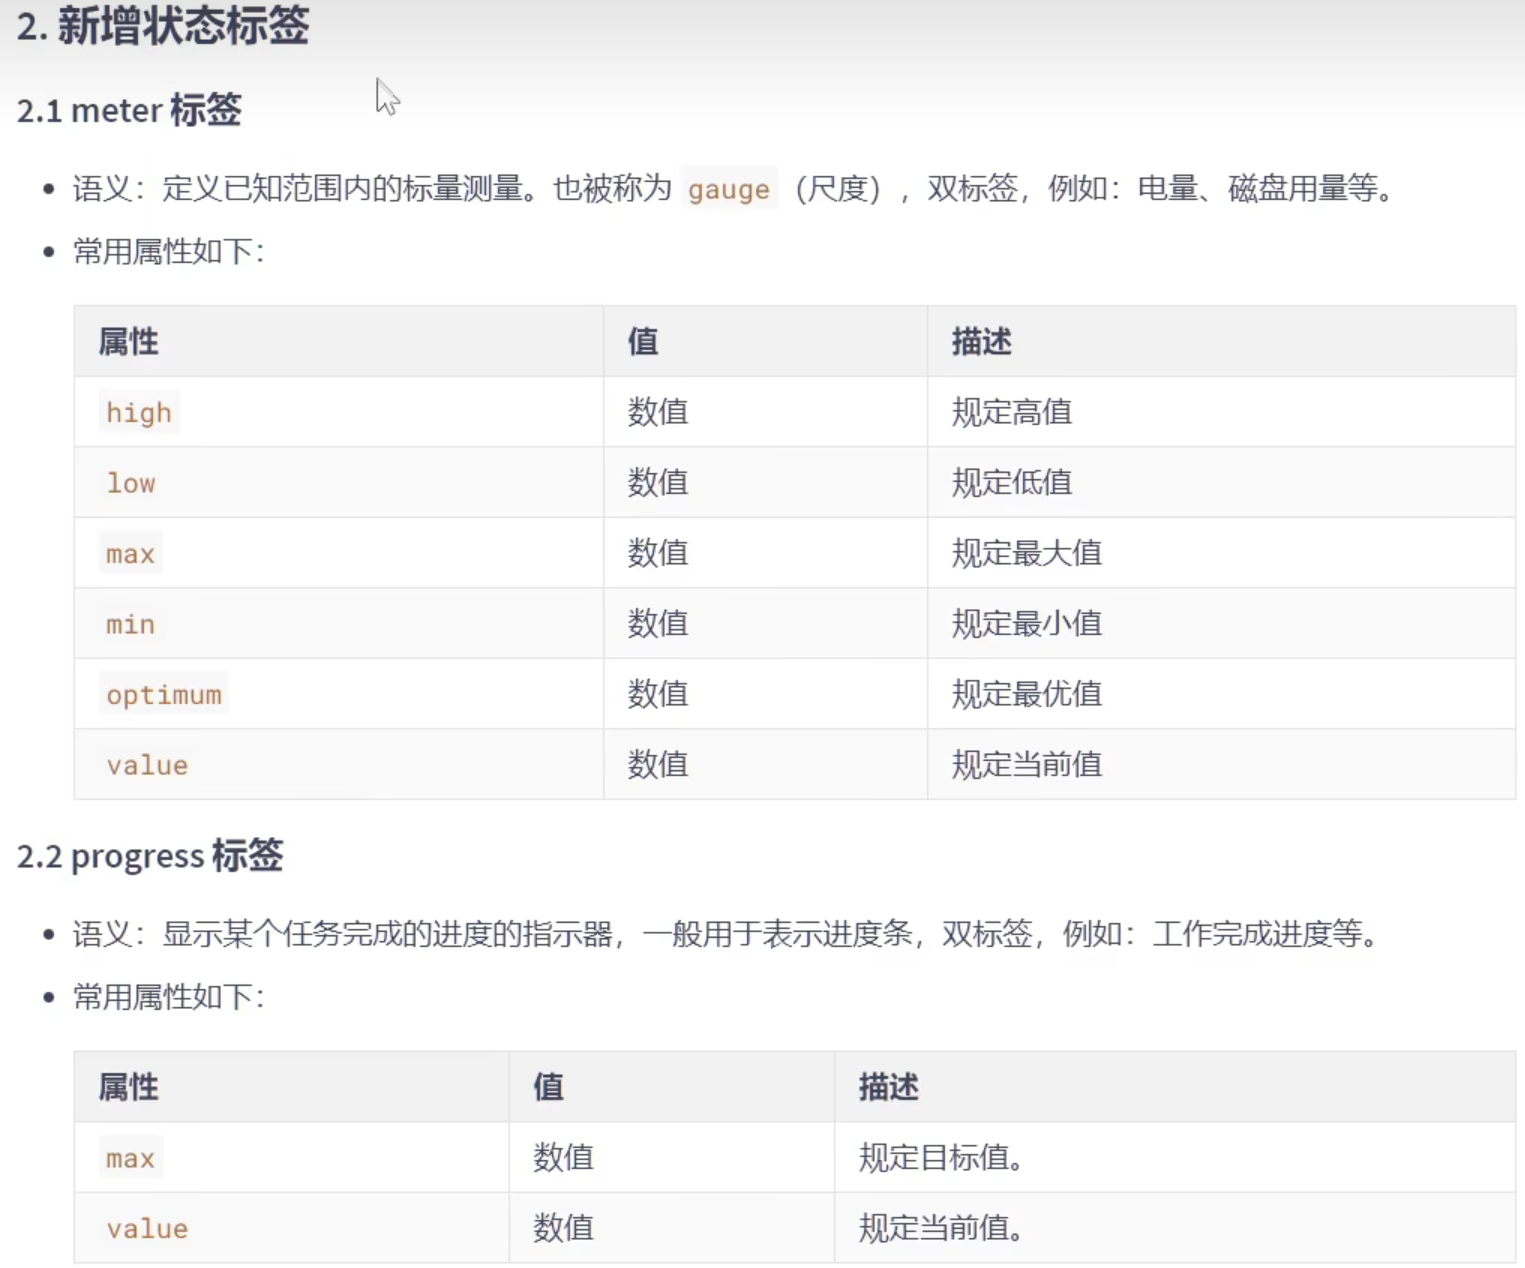 2. 新增状态标签
2.1 meter 标签
• 语义：定义已知范围内的标量测量。也被称为 gauge（尺度），双标签，例如：电量、磁盘用量等。
• 常用属性如下：
属性 值 描述
high 数值 规定高值
low 数值 规定低值
max 数值 规定最大值
min 数值 规定最小值
optimum 数值 规定最优值
value 数值 规定当前值
2.2 progress 标签
• 语义：显示某个任务完成的进度的指示器，一般用于表示进度条，双标签，例如：工作完成进度等。
• 常用属性如下：
属性 值 描述
max 数值 规定目标值。
value 数值 规定当前值。